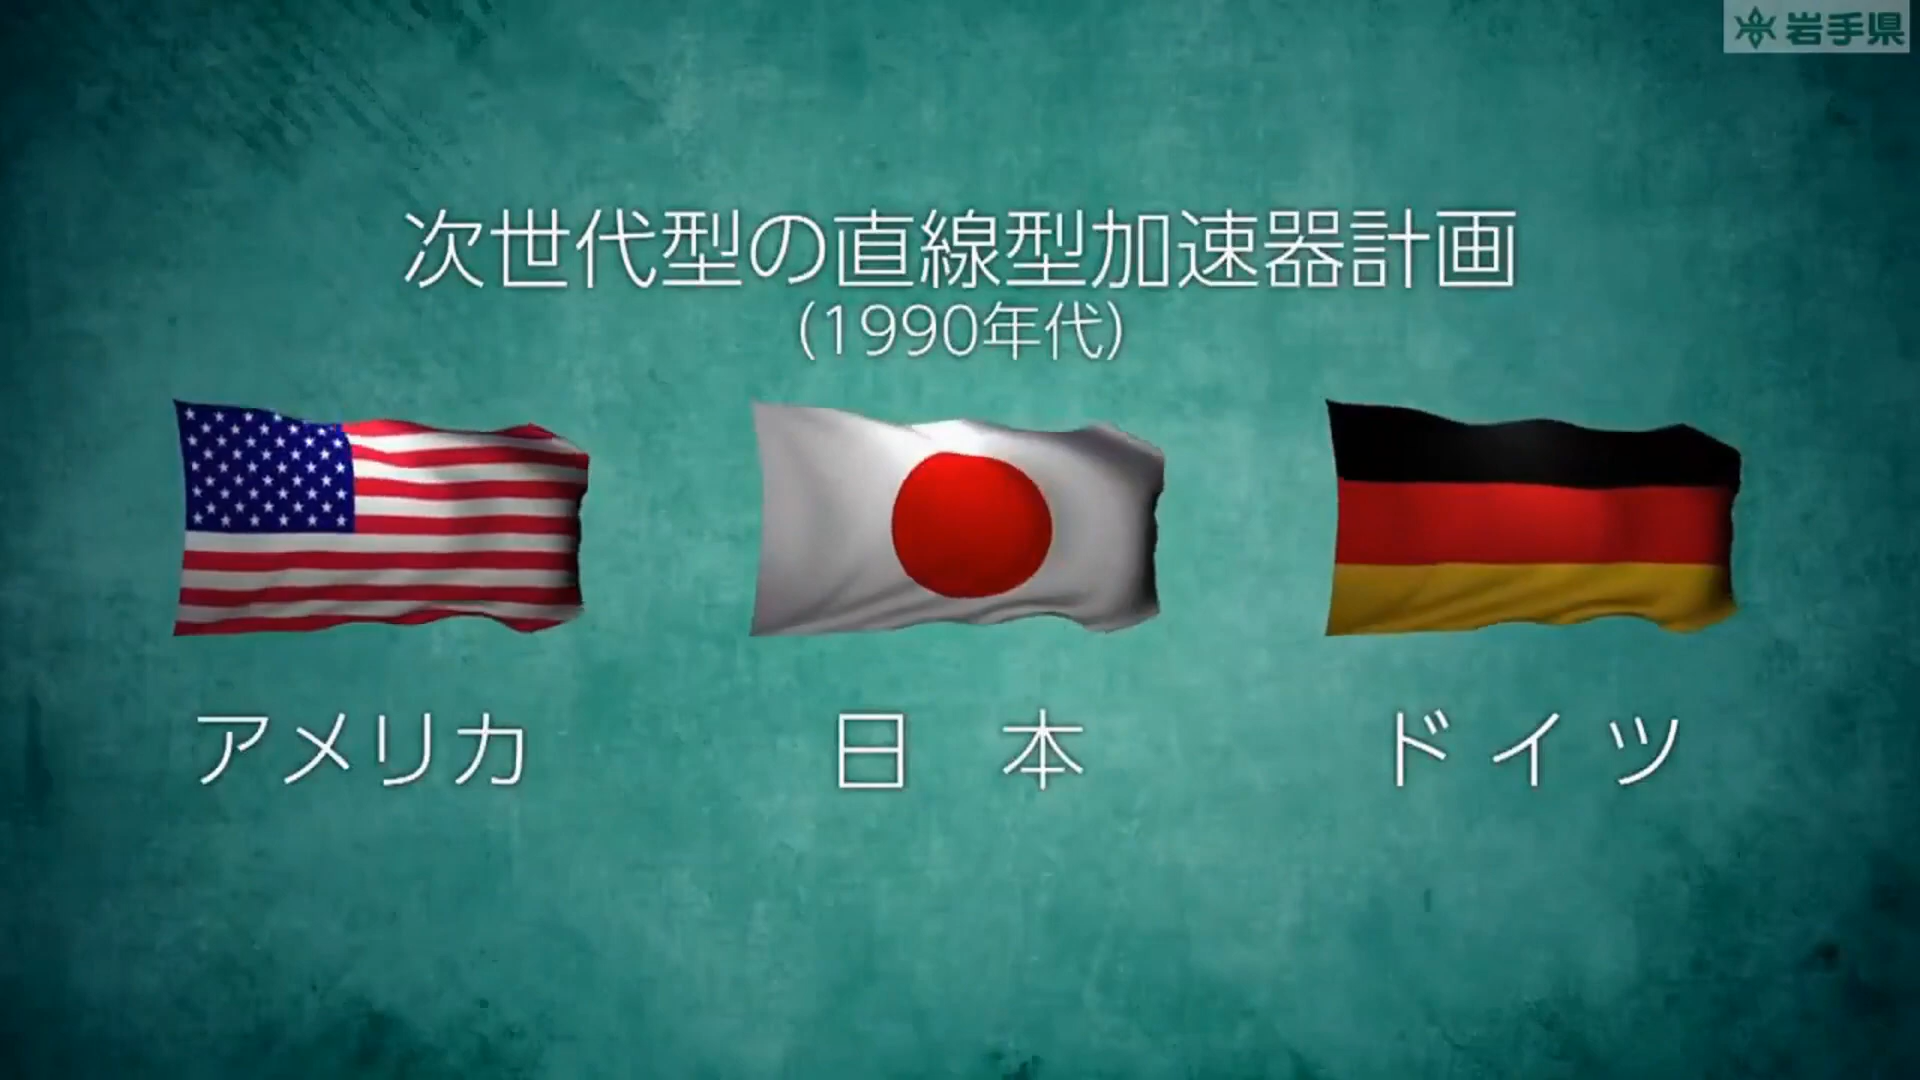 岩手県
次世代型の直線型加速器計画
(1990年代)
アメリカ
日 本
ドイツ